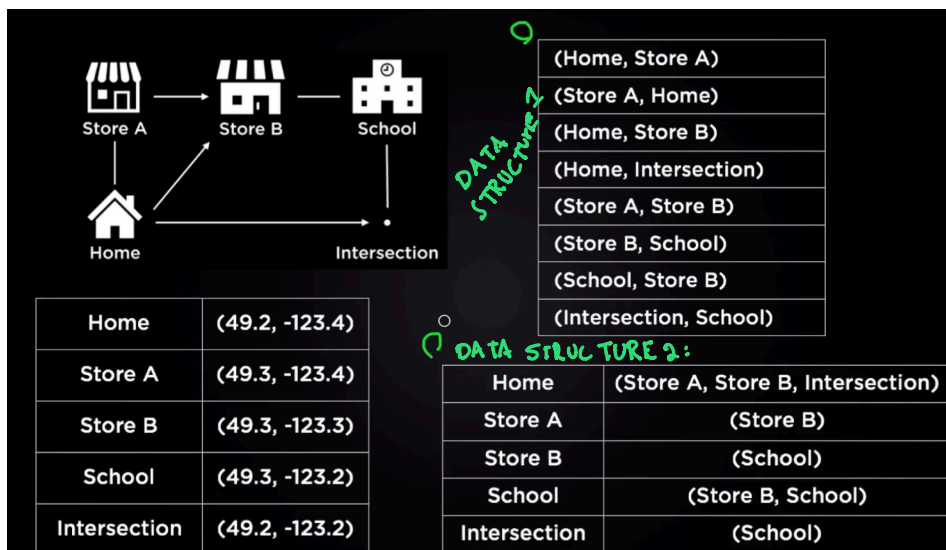 Store A
Store B
School
Home
Intersection
DATA
STRUCTURE 1
(Home, Store A)
(Store A, Home)
(Home, Store B)
(Home, Intersection)
(Store A, Store B)
(Store B, School)
(School, Store B)
(Intersection, School)
Home (49.2, -123.4)
Store A (49.3, -123.4)
Store B (49.3, -123.3)
School (49.3, -123.2)
Intersection (49.2, -123.2)
DATA STRUCTURE 2:
Home (Store A, Store B, Intersection)
Store A (Store B)
Store B (School)
School (Store B, School)
Intersection (School)